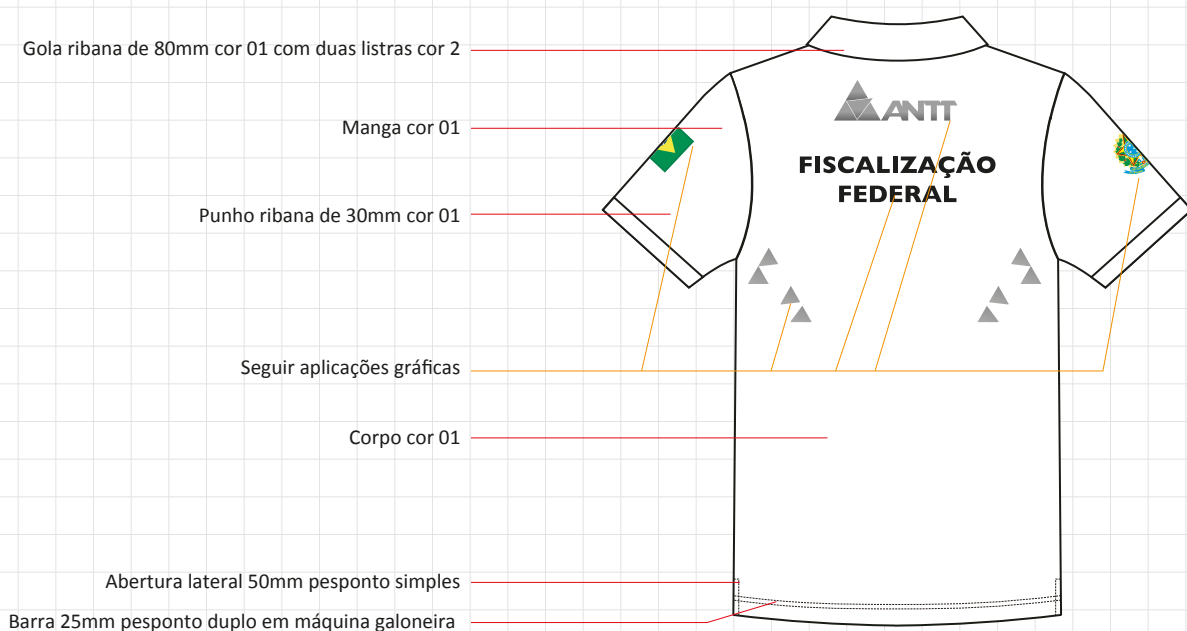 Gola ribana de 80mm cor 01 com duas listras cor 2
ANTT
Manga cor 01
FISCALIZAÇÃO
FEDERAL
Punho ribana de 30mm cor 01
Seguir aplicações gráficas
Corpo cor 01
Abertura lateral 50mm pesponto simples
Barra 25mm pesponto duplo em máquina galoneira